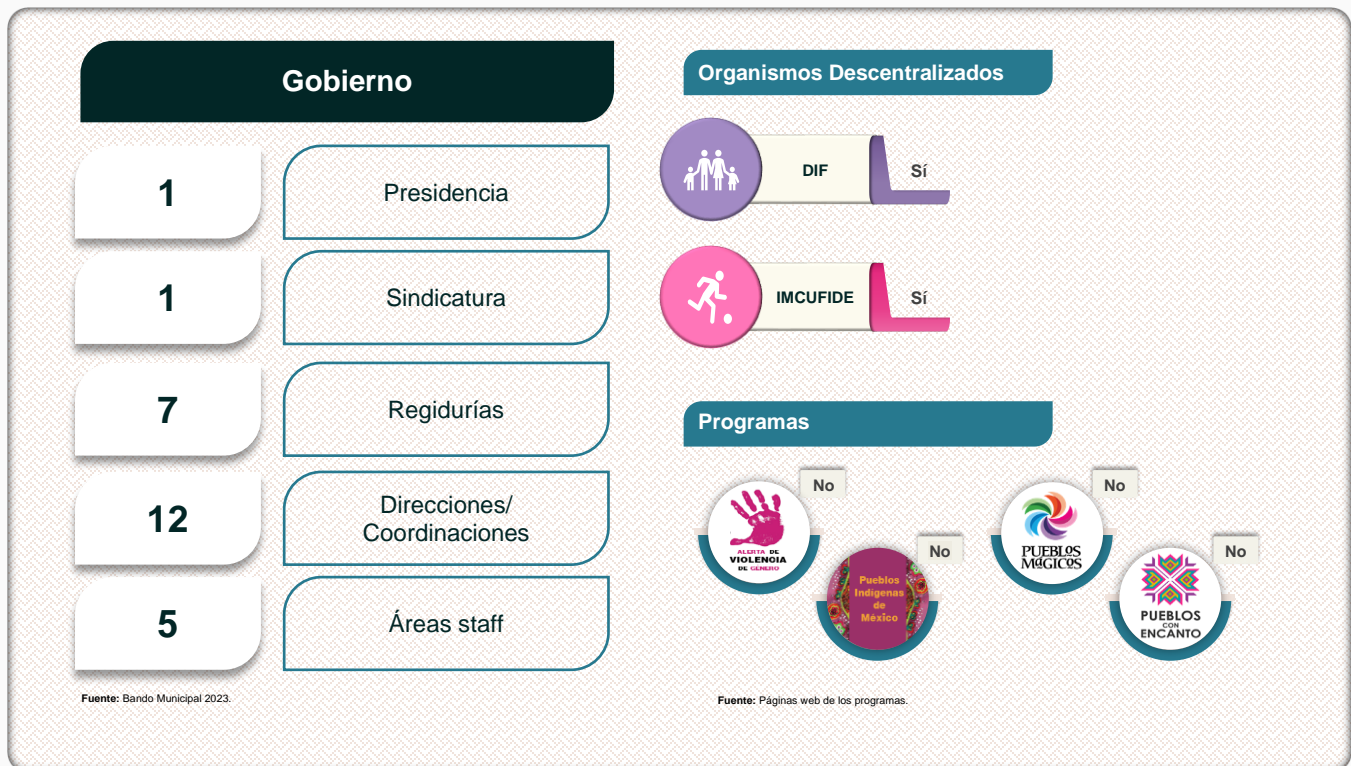 Gobierno
1
Presidencia
1
Sindicatura
7
Regidurías
12
Direcciones/
Coordinaciones
5
Áreas staff
Fuente: Bando Municipal 2023.
Organismos Descentralizados
DIF
Sí
IMCUFIDE
Sí
Programas
No
ALERTA DE
VIOLENCIA
DE GENERO
No
Pueblos
Indígenas
de
México
No
PUEBLOS
MáGICOS
No
PUEBLOS
CON
ENCANTO
Fuente: Páginas web de los programas.